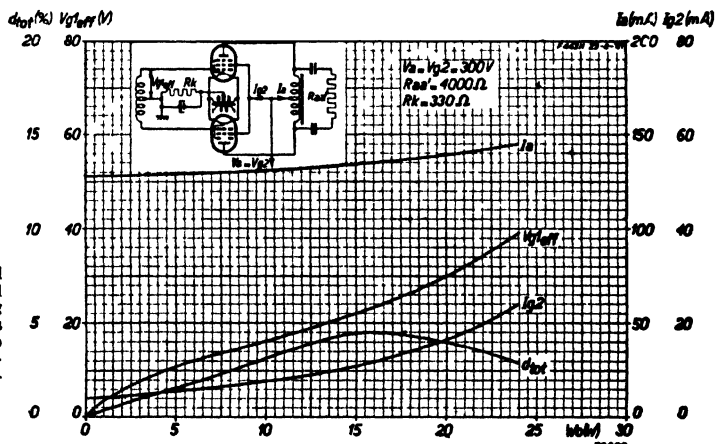 dtot(%) Vg1eff(V)
Ia(mA) Ig2(mA)
20 80
200 80
Vg1eff
Rk
Ig2
Ia
Raa'
Va=Vg2
Va=Vg2=300V
Raa'=4000Ω
Rk=330Ω
15 60
150 60
Ia
10 40
100 40
Vg1eff
5 20
50 20
Ig2
dtot
0 0
0 0
0 5 10 15 20 25 Wo(W) 30